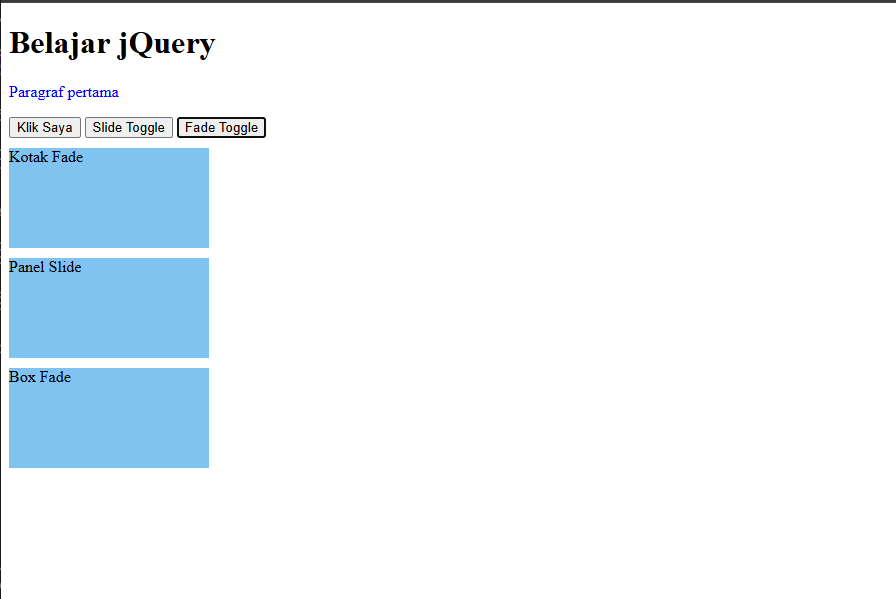 Belajar jQuery
Paragraf pertama
Klik Saya Slide Toggle Fade Toggle
Kotak Fade
Panel Slide
Box Fade